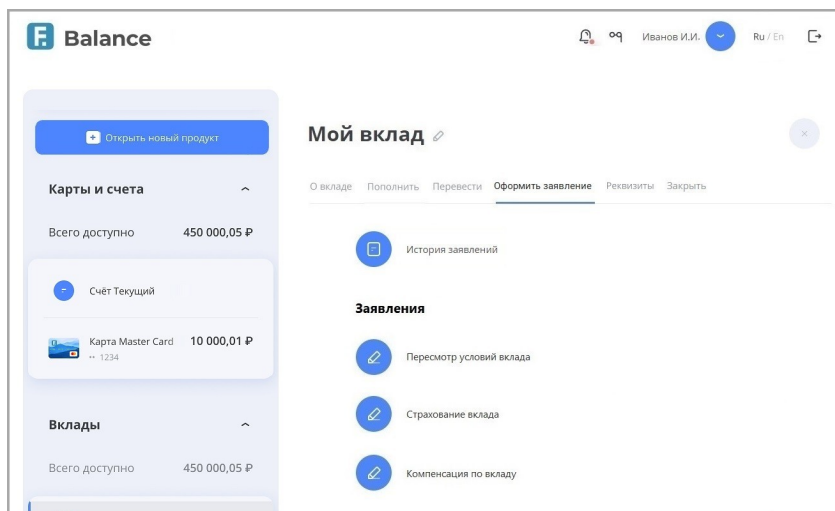 F. Balance
Иванов И.И.
Ru / En
Открыть новый продукт
Карты и счета
Всего доступно 450 000,05 ₽
Счёт Текущий
Карта Master Card 10 000,01 ₽
•• 1234
Вклады
Всего доступно 450 000,05 ₽
Мой вклад
О вкладе Пополнить Перевести Оформить заявление Реквизиты Закрыть
История заявлений
Заявления
Пересмотр условий вклада
Страхование вклада
Компенсация по вкладу